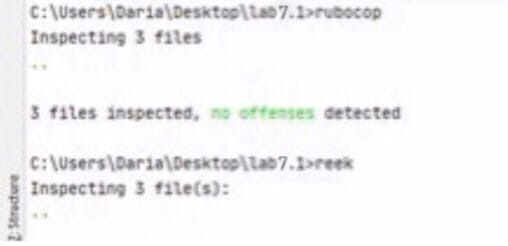 C:\Users\Daria\Desktop\lab7.1>rubocop
Inspecting 3 files
..
3 files inspected, no offenses detected
C:\Users\Daria\Desktop\lab7.1>reek
Inspecting 3 file(s):
..
Z: Structure